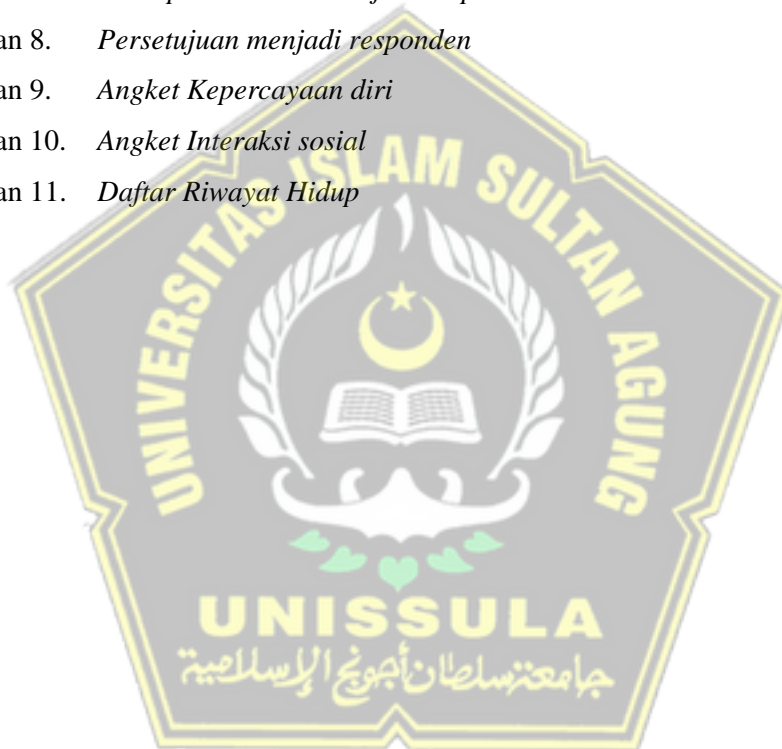 an 8. Persetujuan menjadi responden
an 9. Angket Kepercayaan diri
an 10. Angket Interaksi sosial
an 11. Daftar Riwayat Hidup
UNIVERSITAS ISLAM SULTAN AGUNG
UNISSULA
جامعة سلطان أجونج الإسلامية